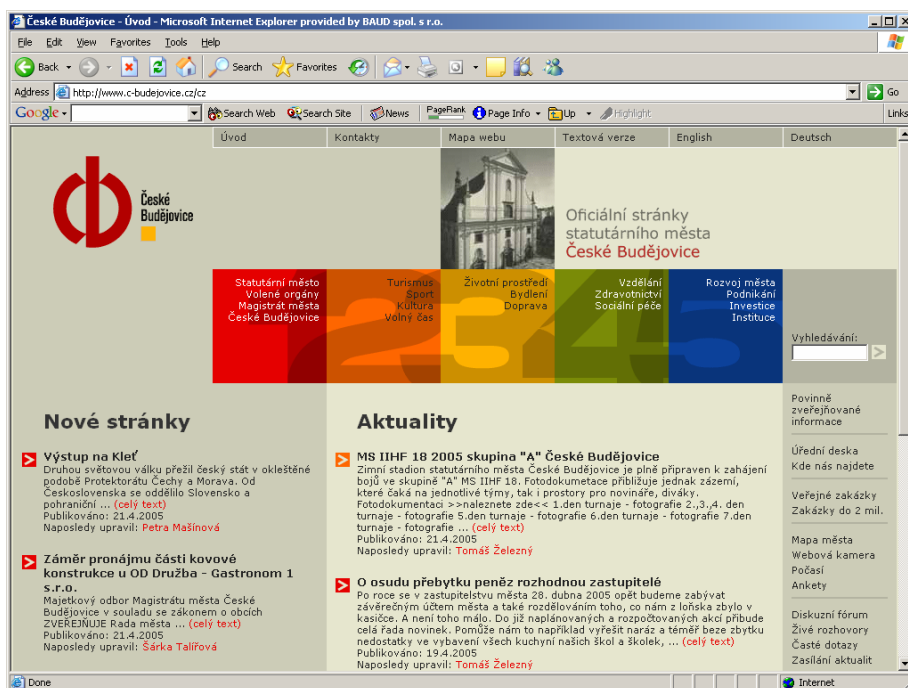 České Budějovice - Úvod - Microsoft Internet Explorer provided by BAUD spol. s r.o.
File Edit View Favorites Tools Help
Back Search Favorites
Address http://www.c-budejovice.cz/cz Go
Google Search Web Search Site News PageRank Page Info Up Highlight Links
Úvod Kontakty Mapa webu Textová verze English Deutsch
České
Budějovice
Oficiální stránky
statutárního města
České Budějovice
Statutární město
Volené orgány
Magistrát města
České Budějovice
Turismus
Sport
Kultura
Volný čas
2
Životní prostředí
Bydlení
Doprava
3
Vzdělání
Zdravotnictví
Sociální péče
4
Rozvoj města
Podnikání
Investice
Instituce
5
Vyhledávání:
Nové stránky
Výstup na Kleť
Druhou světovou válku přežil český stát v okleštěné
podobě Protektorátu Čechy a
Morava. Od
Československa se oddělilo Slovensko a
pohraniční ... (celý text)
Publikováno: 21.4.2005
Naposledy upravil: Petra Mašínová
Záměr pronájmu části kovové
konstrukce u OD Družba - Gastronom 1
s.r.o.
Majetkový odbor Magistrátu města České
Budějovice v souladu se zákonem o obcích
ZVEŘEJŇUJE Rada města ... (celý text)
Publikováno: 21.4.2005
Naposledy upravil: Šárka Talířová
Aktuality
MS IIHF 18 2005 skupina "A" České Budějovice
Zimní stadion statutárního města České Budějovice je plně připraven k zahájení
bojů ve skupině "A" MS IIHF 18. Fotodokumetace přibližuje jednak zázemí,
které čaká na jednotlivé týmy, tak i prostory pro novináře, diváky.
Fotodokumentaci >>naleznete zde<< 1.den turnaje - fotografie 2.,3.,4. den
turnaje - fotografie 5.den turnaje - fotografie 6.den turnaje - fotografie 7.den
turnaje - fotografie ... (celý text)
Publikováno: 21.4.2005
Naposledy upravil: Tomáš Železný
O osudu přebytku peněz rozhodnou zastupitelé
Po roce se v zastupitelstvu města 28. dubna 2005 opět budeme zabývat
závěrečným účtem města a také rozdělováním toho, co nám z loňska zbylo v
kasičce. A není toho málo. Do již naplánovaných a rozpočtovaných akcí přibude
celá řada novinek. Pomůže nám to například vyřešit naráz a téměř beze zbytku
nedostatky ve vybavení všech kuchyní našich škol a školek, ... (celý text)
Publikováno: 19.4.2005
Naposledy upravil: Tomáš Železný
Povinně
zveřejňované
informace
Úřední deska
Kde nás najdete
Veřejné zakázky
Zakázky do 2 mil.
Mapa města
Webová kamera
Počasí
Ankety
Diskuzní fórum
Živé rozhovory
Časté dotazy
Zasílání aktualit
Done Internet